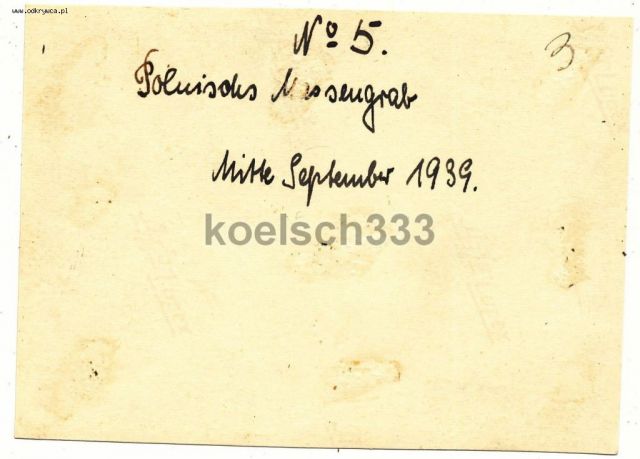 www.odkrywca.pl
Nº 5.
3
Polnisches Massengrab
Mitte September 1939.
koelsch333